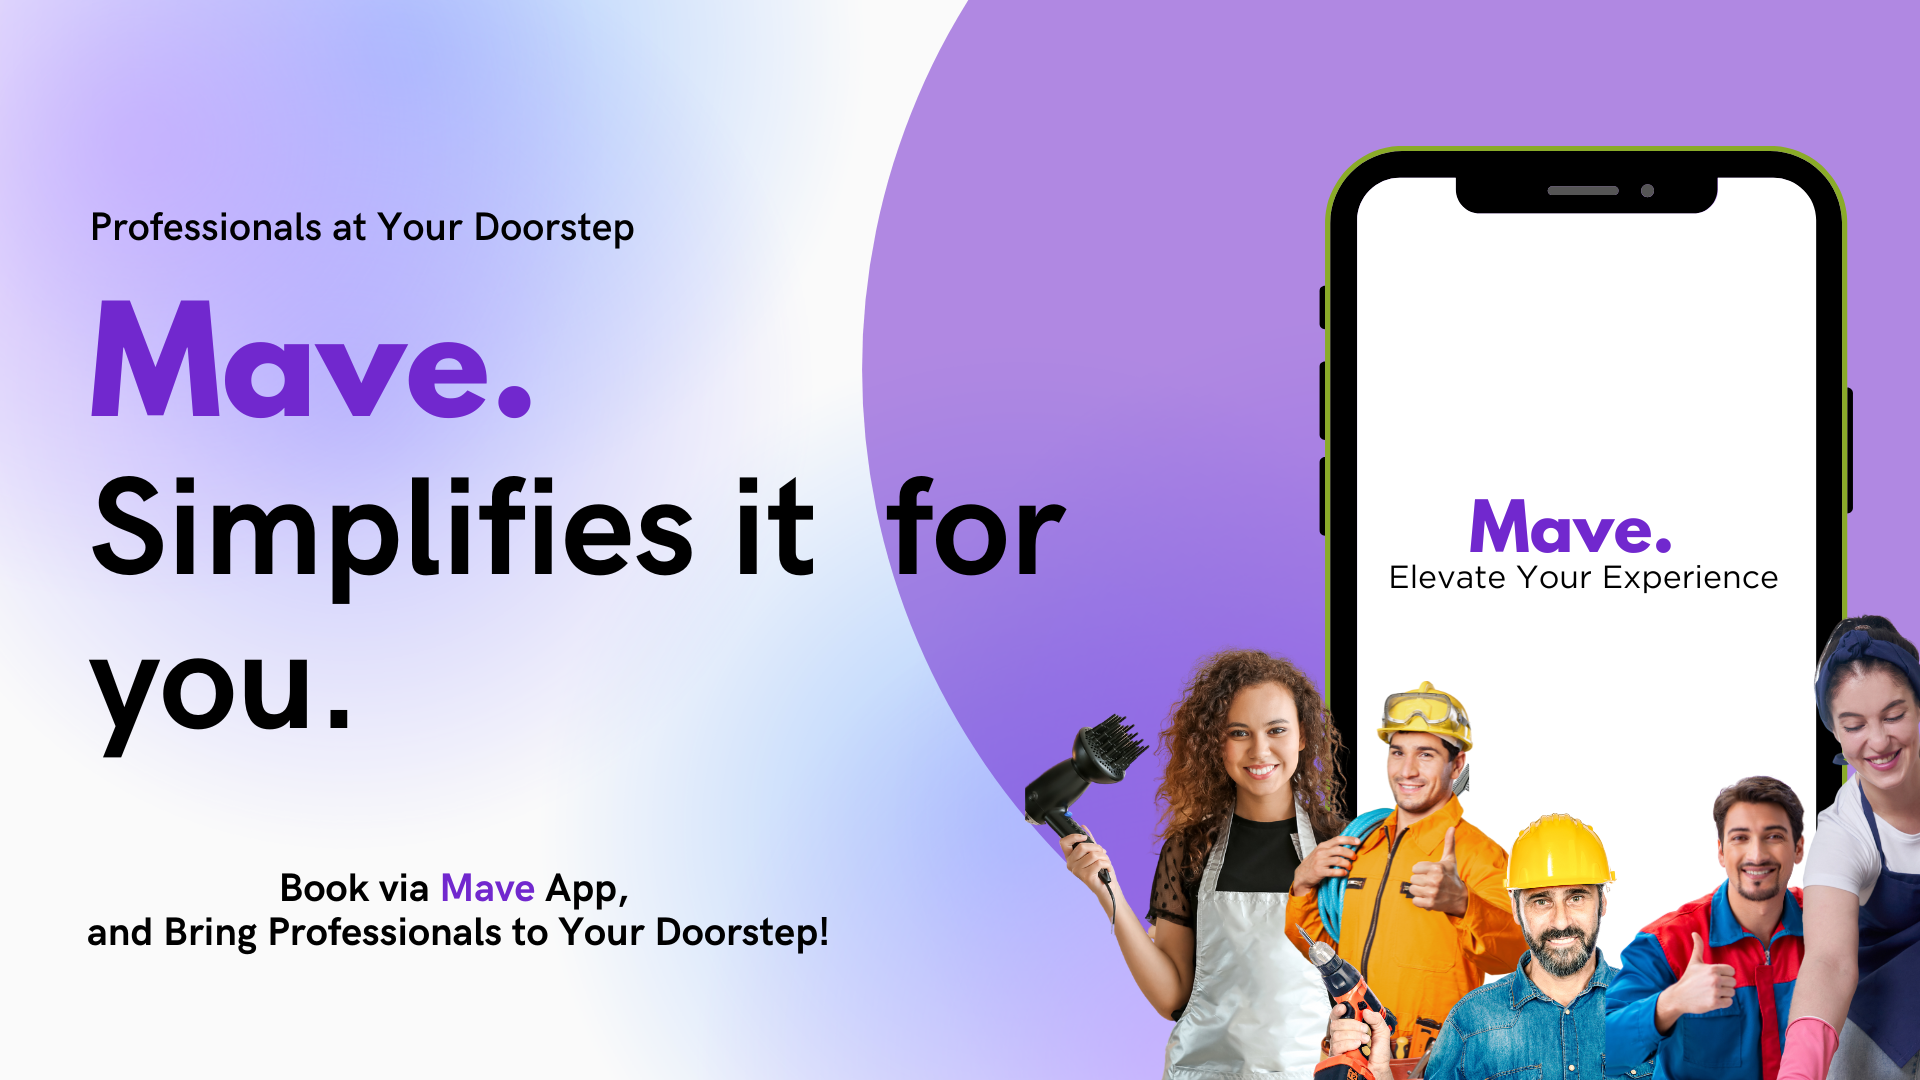 Professionals at Your Doorstep
Mave.
Simplifies it for
you.
Book via Mave App,
and Bring Professionals to Your Doorstep!
Mave.
Elevate Your Experience